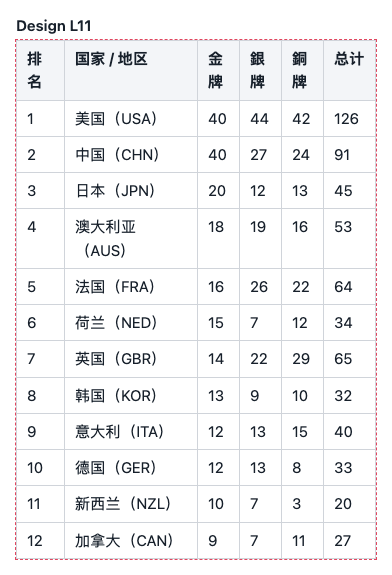 Design L11
排 国家 / 地区 金 銀 銅 总计
名 牌 牌 牌
1 美国（USA） 40 44 42 126
2 中国（CHN） 40 27 24 91
3 日本（JPN） 20 12 13 45
4 澳大利亚 18 19 16 53
（AUS）
5 法国（FRA） 16 26 22 64
6 荷兰（NED） 15 7 12 34
7 英国（GBR） 14 22 29 65
8 韩国（KOR） 13 9 10 32
9 意大利（ITA） 12 13 15 40
10 德国（GER） 12 13 8 33
11 新西兰（NZL） 10 7 3 20
12 加拿大（CAN） 9 7 11 27